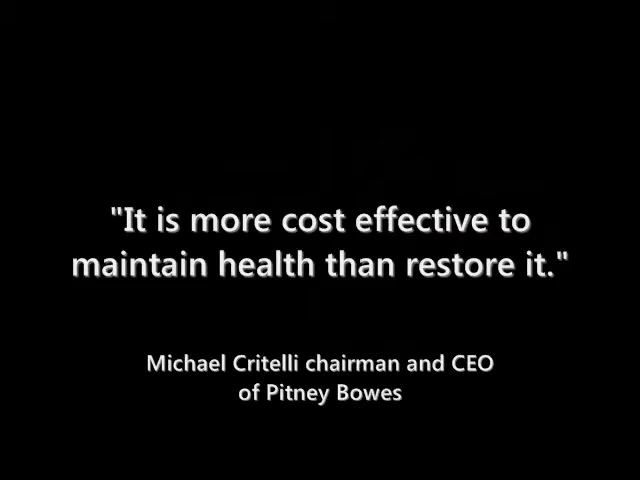 "It is more cost effective to
maintain health than restore it."
Michael Critelli chairman and CEO
of Pitney Bowes